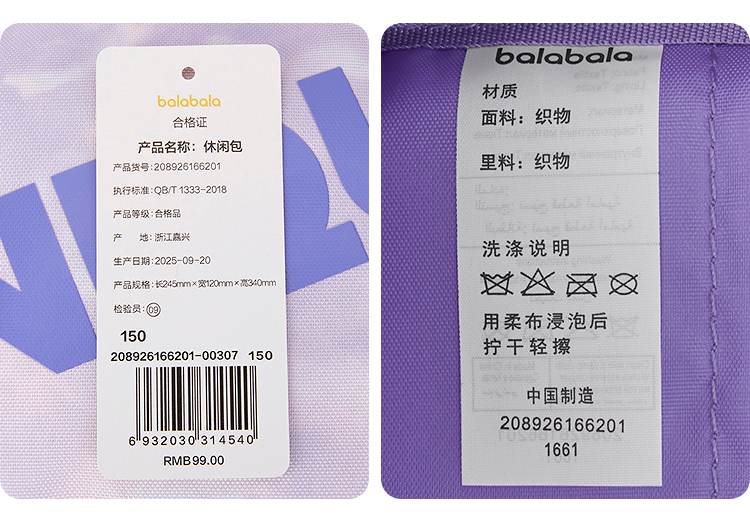 balabala
合格证
产品名称：休闲包
产品货号：208926166201
执行标准：QB/T 1333-2018
产品等级：合格品
产 地：浙江嘉兴
生产日期：2025-09-20
产品规格：长245mm×宽120mm×高340mm
检验员：09
150
208926166201-00307 150
6 932030 314540
RMB99.00
balabala
材质
面料：织物
里料：织物
洗涤说明
用柔布浸泡后
拧干轻擦
中国制造
208926166201
1661